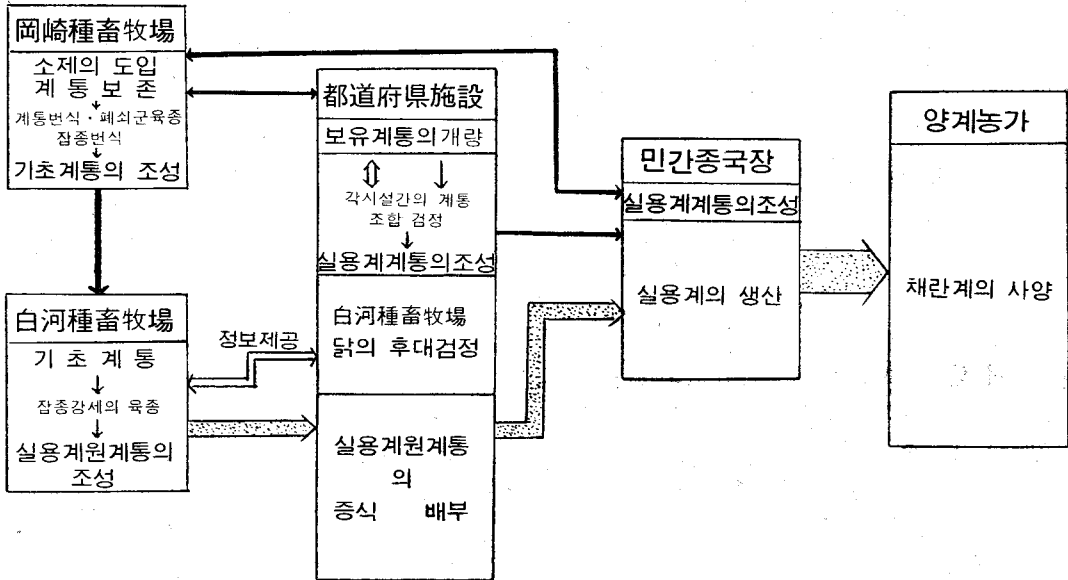 岡崎種畜牧場
소제의 도입
계 통 보 존
계통번식·폐쇠군육종
잡종번식
기초계통의 조성
白河種畜牧場
기 초 계 통
잡종강세의 육종
실용계원계통의
조성
정보제공
都道府県施設
보유계통의 개량
각시설간의 계통
조합 검정
실용계계통의조성
白河種畜牧場
닭의 후대검정
실용계원계통
의
증식 배부
민간종국장
실용계계통의조성
실용계의 생산
양계농가
채란계의 사양